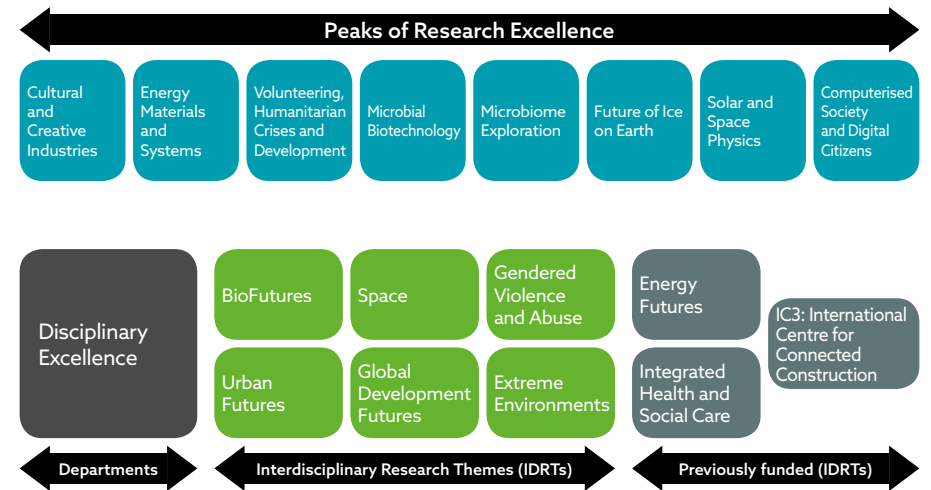 Peaks of Research Excellence
Cultural
and
Creative
Industries
Energy
Materials
and
Systems
Volunteering,
Humanitarian
Crises and
Development
Microbial
Biotechnology
Microbiome
Exploration
Future of Ice
on Earth
Solar and
Space
Physics
Computerised
Society
and Digital
Citizens
Disciplinary
Excellence
BioFutures
Space
Gendered
Violence
and Abuse
Urban
Futures
Global
Development
Futures
Extreme
Environments
Energy
Futures
Integrated
Health and
Social Care
IC3: International
Centre for
Connected
Construction
Departments
Interdisciplinary Research Themes (IDRTs)
Previously funded (IDRTs)